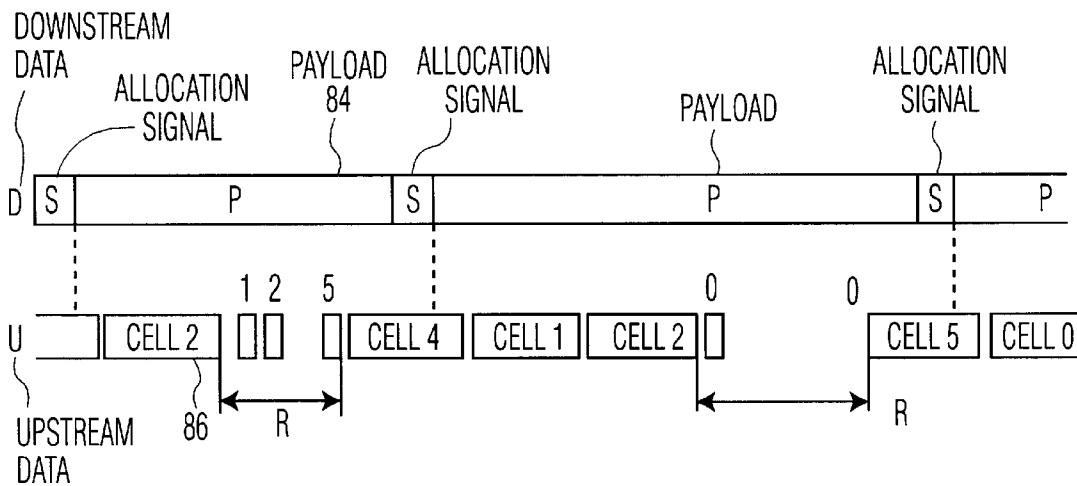 DOWNSTREAM
DATA
ALLOCATION
SIGNAL
PAYLOAD
84
ALLOCATION
SIGNAL
PAYLOAD
ALLOCATION
SIGNAL
D S P S P S P
1 2 5 0 0
U CELL 2 CELL 4 CELL 1 CELL 2 CELL 5 CELL 0
86 R R
UPSTREAM
DATA